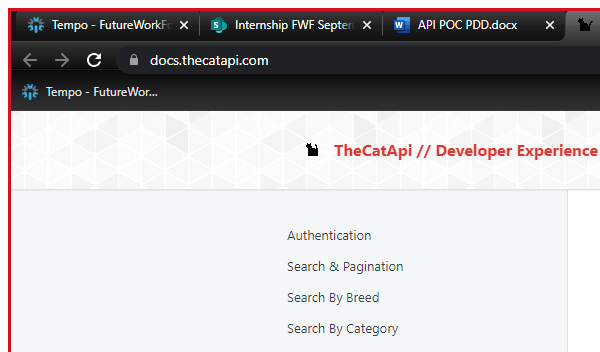 Tempo - FutureWorkFo
Internship FWF Septem
API POC PDD.docx
docs.thecatapi.com
Tempo - FutureWor...
TheCatApi // Developer Experience
Authentication
Search & Pagination
Search By Breed
Search By Category